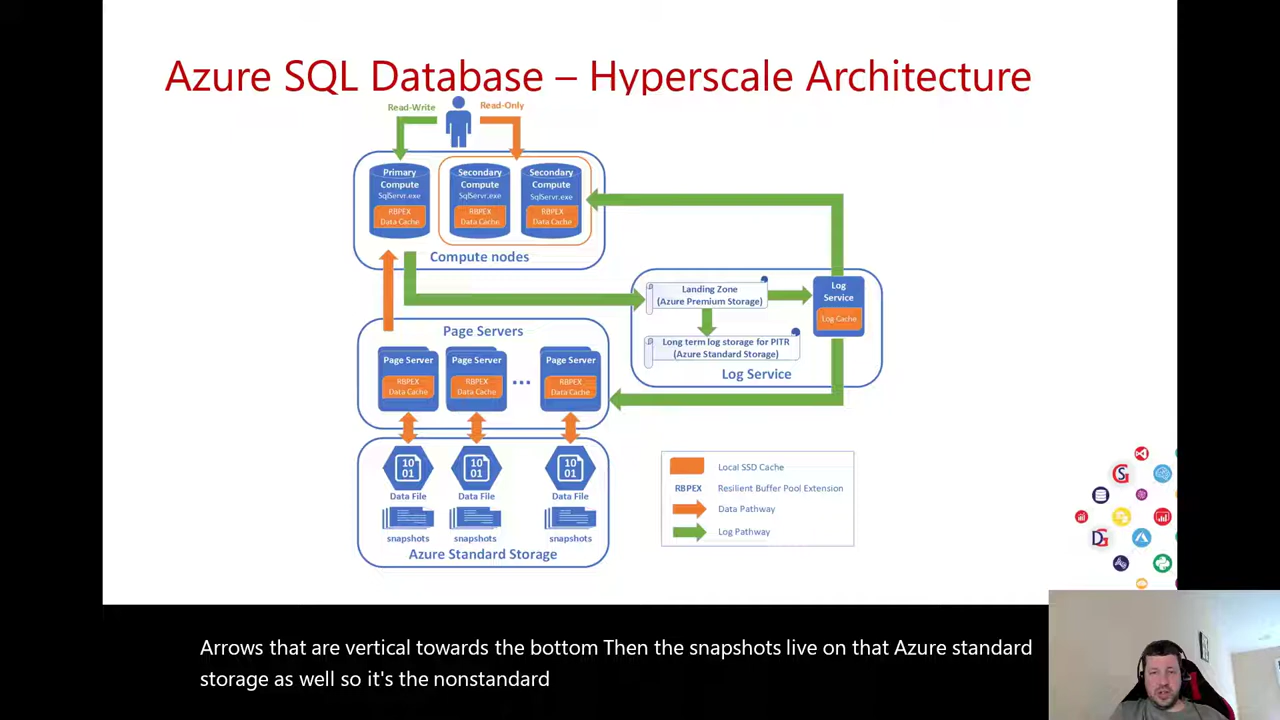 Azure SQL Database – Hyperscale Architecture
Read-Write
Read-Only
Primary
Compute
SqlServr.exe
RBPEX
Data Cache
Secondary
Compute
SqlServr.exe
RBPEX
Data Cache
Secondary
Compute
SqlServr.exe
RBPEX
Data Cache
Compute nodes
Landing Zone
(Azure Premium Storage)
Long term log storage for PITR
(Azure Standard Storage)
Log
Service
Log Cache
Log Service
Page Servers
Page Server
RBPEX
Data Cache
Page Server
RBPEX
Data Cache
...
Page Server
RBPEX
Data Cache
10
01
Data File
snapshots
10
01
Data File
snapshots
10
01
Data File
snapshots
Azure Standard Storage
Local SSD Cache
RBPEX Resilient Buffer Pool Extension
Data Pathway
Log Pathway
Arrows that are vertical towards the bottom Then the snapshots live on that Azure standard
storage as well so it's the nonstandard